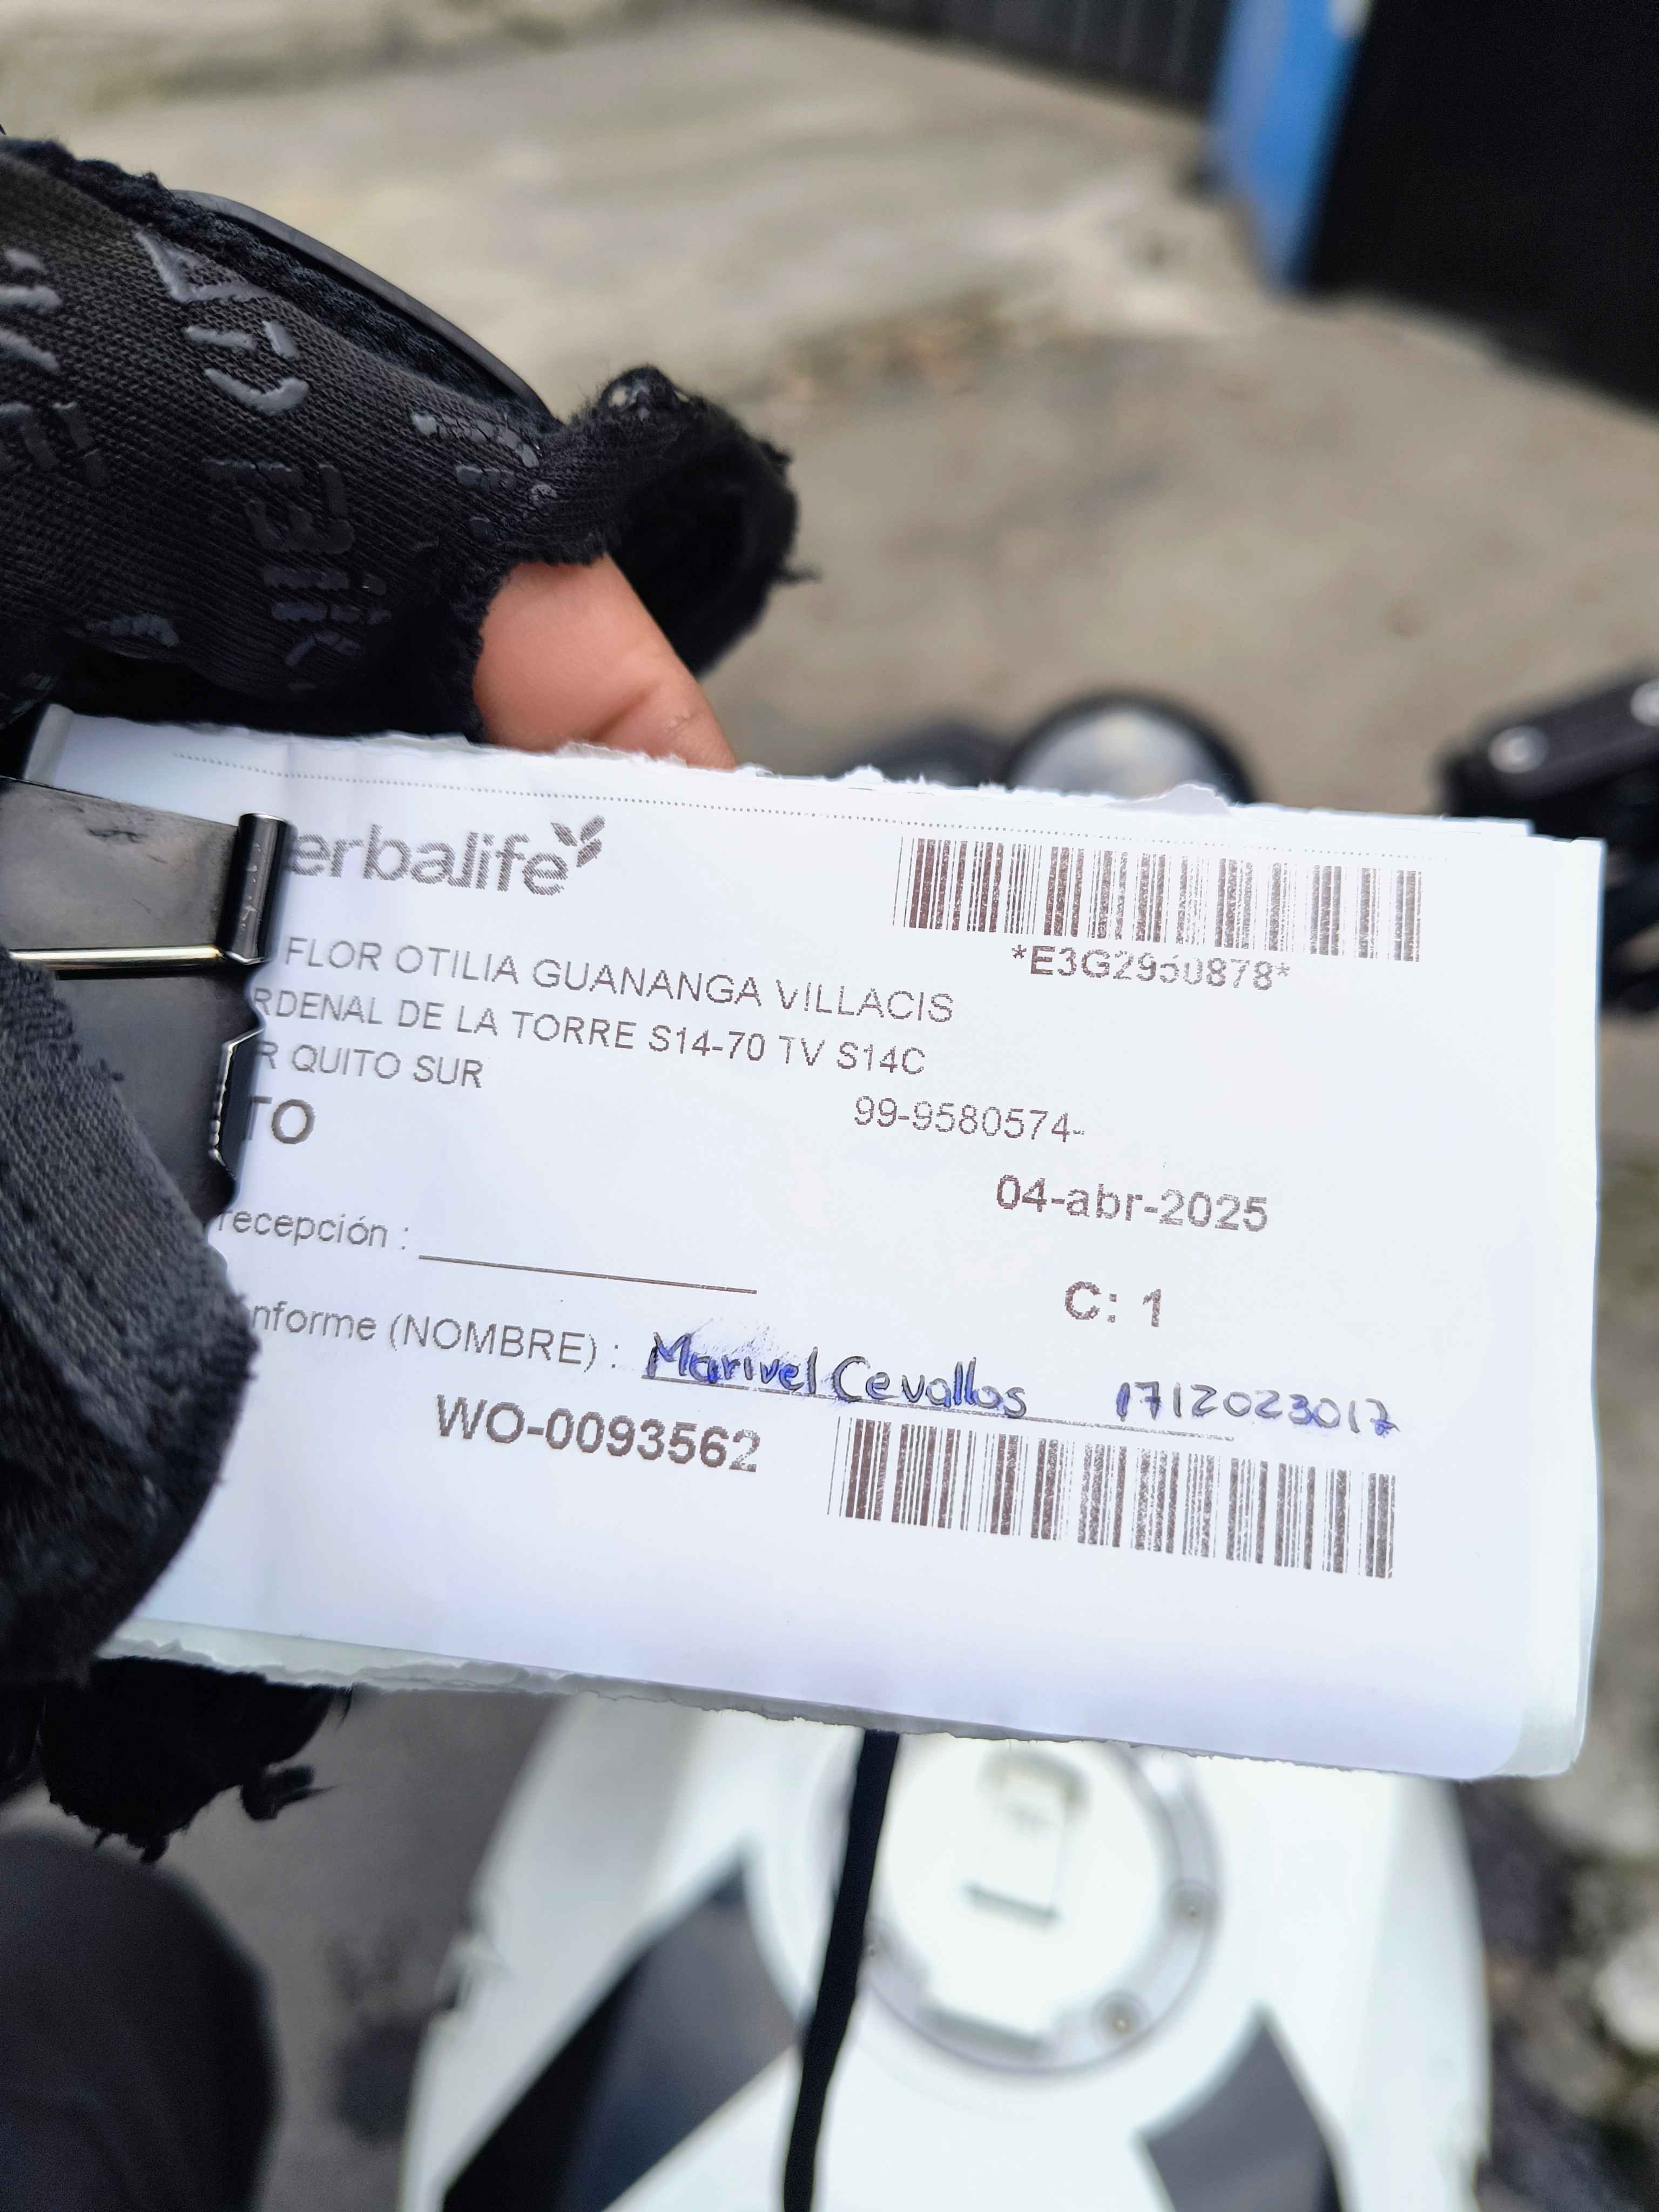 erbalife
*E3G2950878*
FLOR OTILIA GUANANGA VILLACIS
RDENAL DE LA TORRE S14-70 TV S14C
R QUITO SUR
99-9580574-
TO
04-abr-2025
recepción :
C: 1
nforme (NOMBRE) : Marivel Cevallos 1712023017
WO-0093562